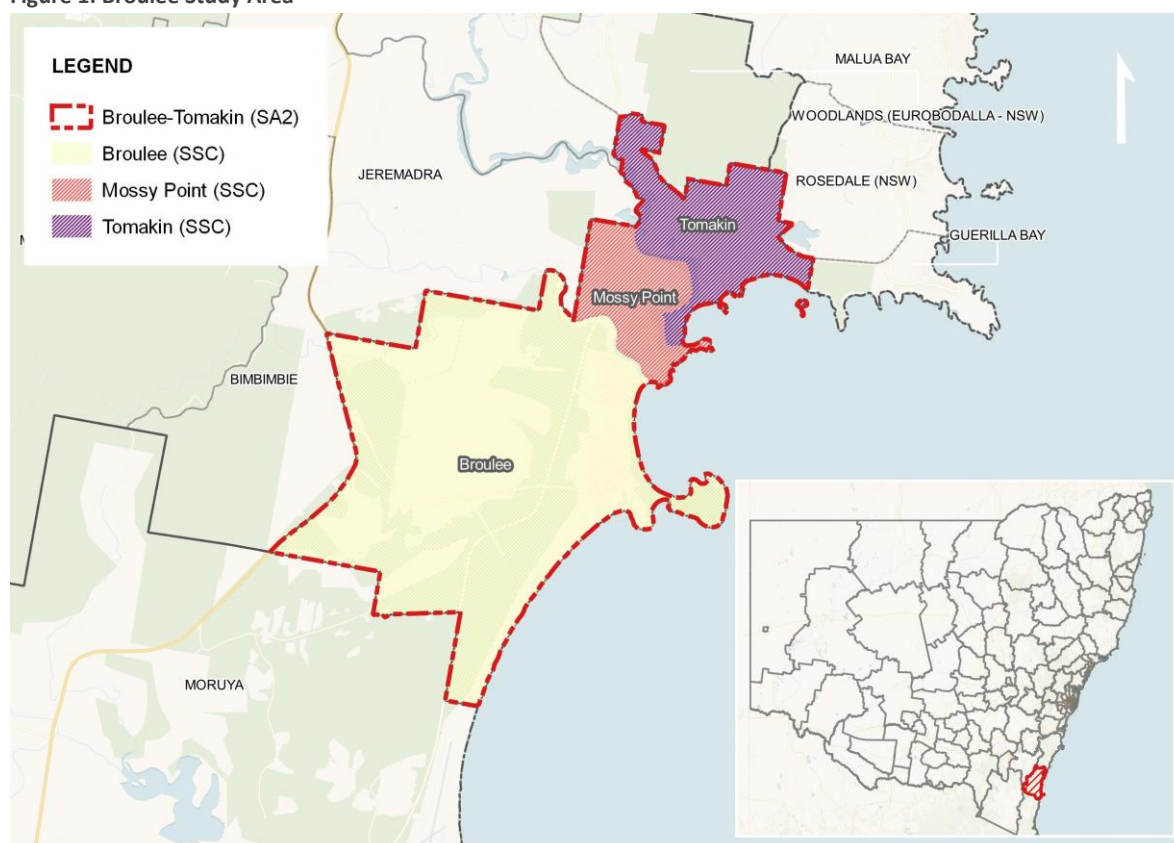 Figure 1: Broulee Study Area
LEGEND
Broulee-Tomakin (SA2)
Broulee (SSC)
Mossy Point (SSC)
Tomakin (SSC)
MALUA BAY
WOODLANDS (EUROBODALLA - NSW)
JEREMADRA
ROSEDALE (NSW)
Tomakin
GUERILLA BAY
Mossy Point
BIMBIMBIE
Broulee
MORUYA